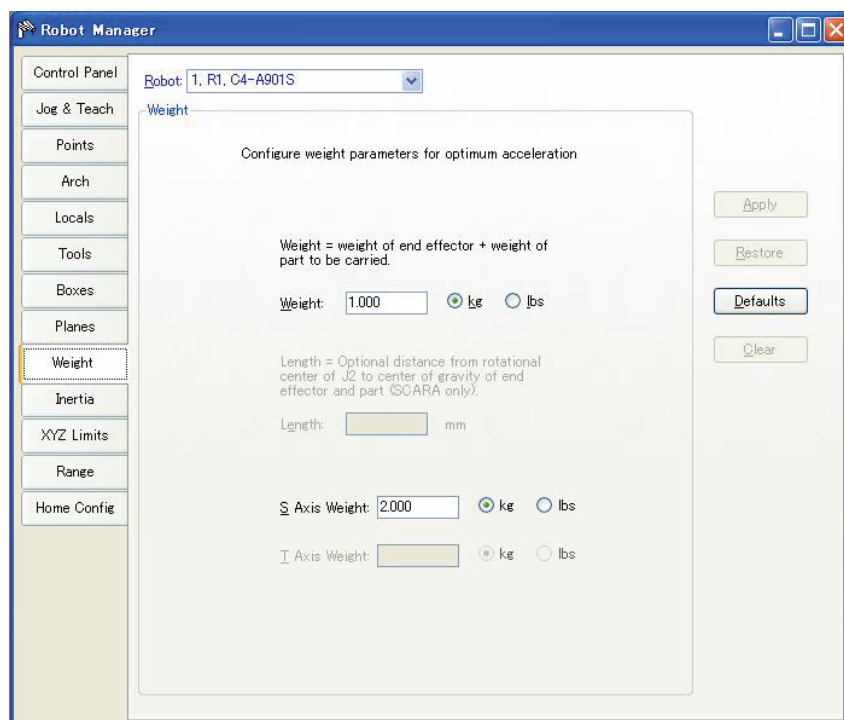 Robot Manager
Control Panel
Jog & Teach
Points
Arch
Locals
Tools
Boxes
Planes
Weight
Inertia
XYZ Limits
Range
Home Config
Robot: 1, R1, C4-A901S
Weight
Configure weight parameters for optimum acceleration
Weight = weight of end effector + weight of
part to be carried.
Weight: 1.000 kg lbs
Length = Optional distance from rotational
center of J2 to center of gravity of end
effector and part (SCARA only).
Length: mm
S Axis Weight: 2.000 kg lbs
T Axis Weight: kg lbs
Apply
Restore
Defaults
Clear